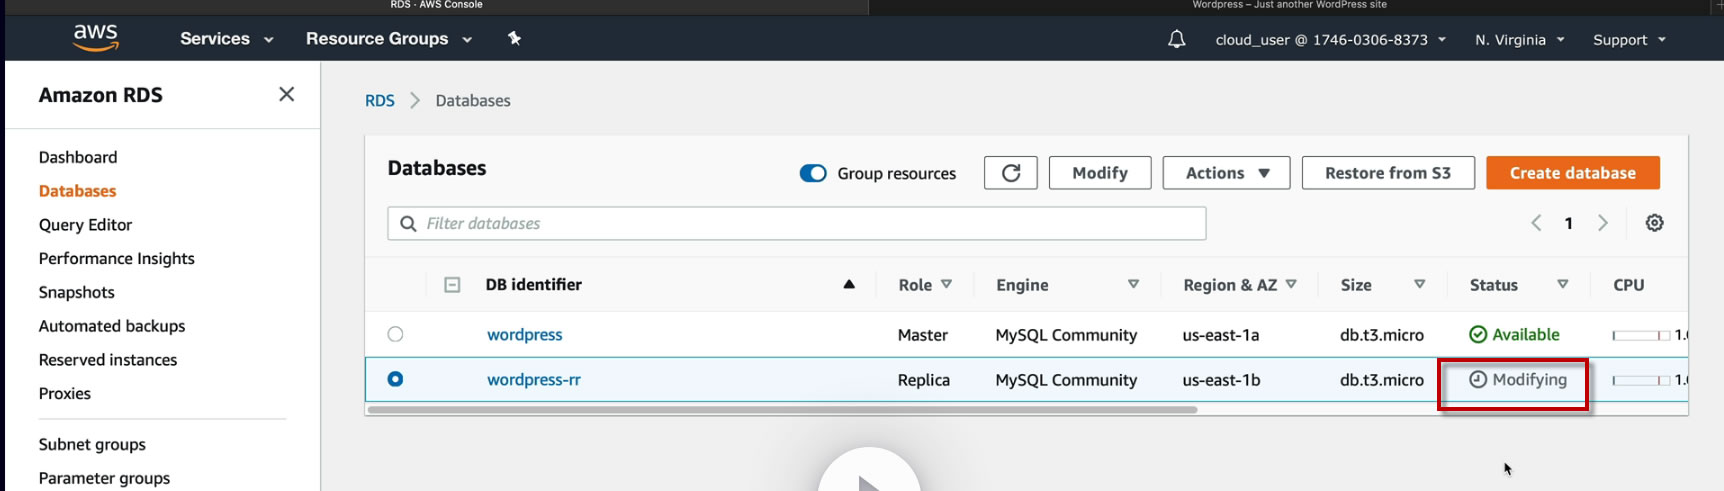 RDS · AWS Console
Wordpress – Just another WordPress site
aws
Services
Resource Groups
cloud_user @ 1746-0306-8373
N. Virginia
Support
Amazon RDS
Dashboard
Databases
Query Editor
Performance Insights
Snapshots
Automated backups
Reserved instances
Proxies
Subnet groups
Parameter groups
RDS > Databases
Databases
Group resources
Modify
Actions
Restore from S3
Create database
Filter databases
1
DB identifier Role Engine Region & AZ Size Status CPU
wordpress Master MySQL Community us-east-1a db.t3.micro Available 1.
wordpress-rr Replica MySQL Community us-east-1b db.t3.micro Modifying 1.